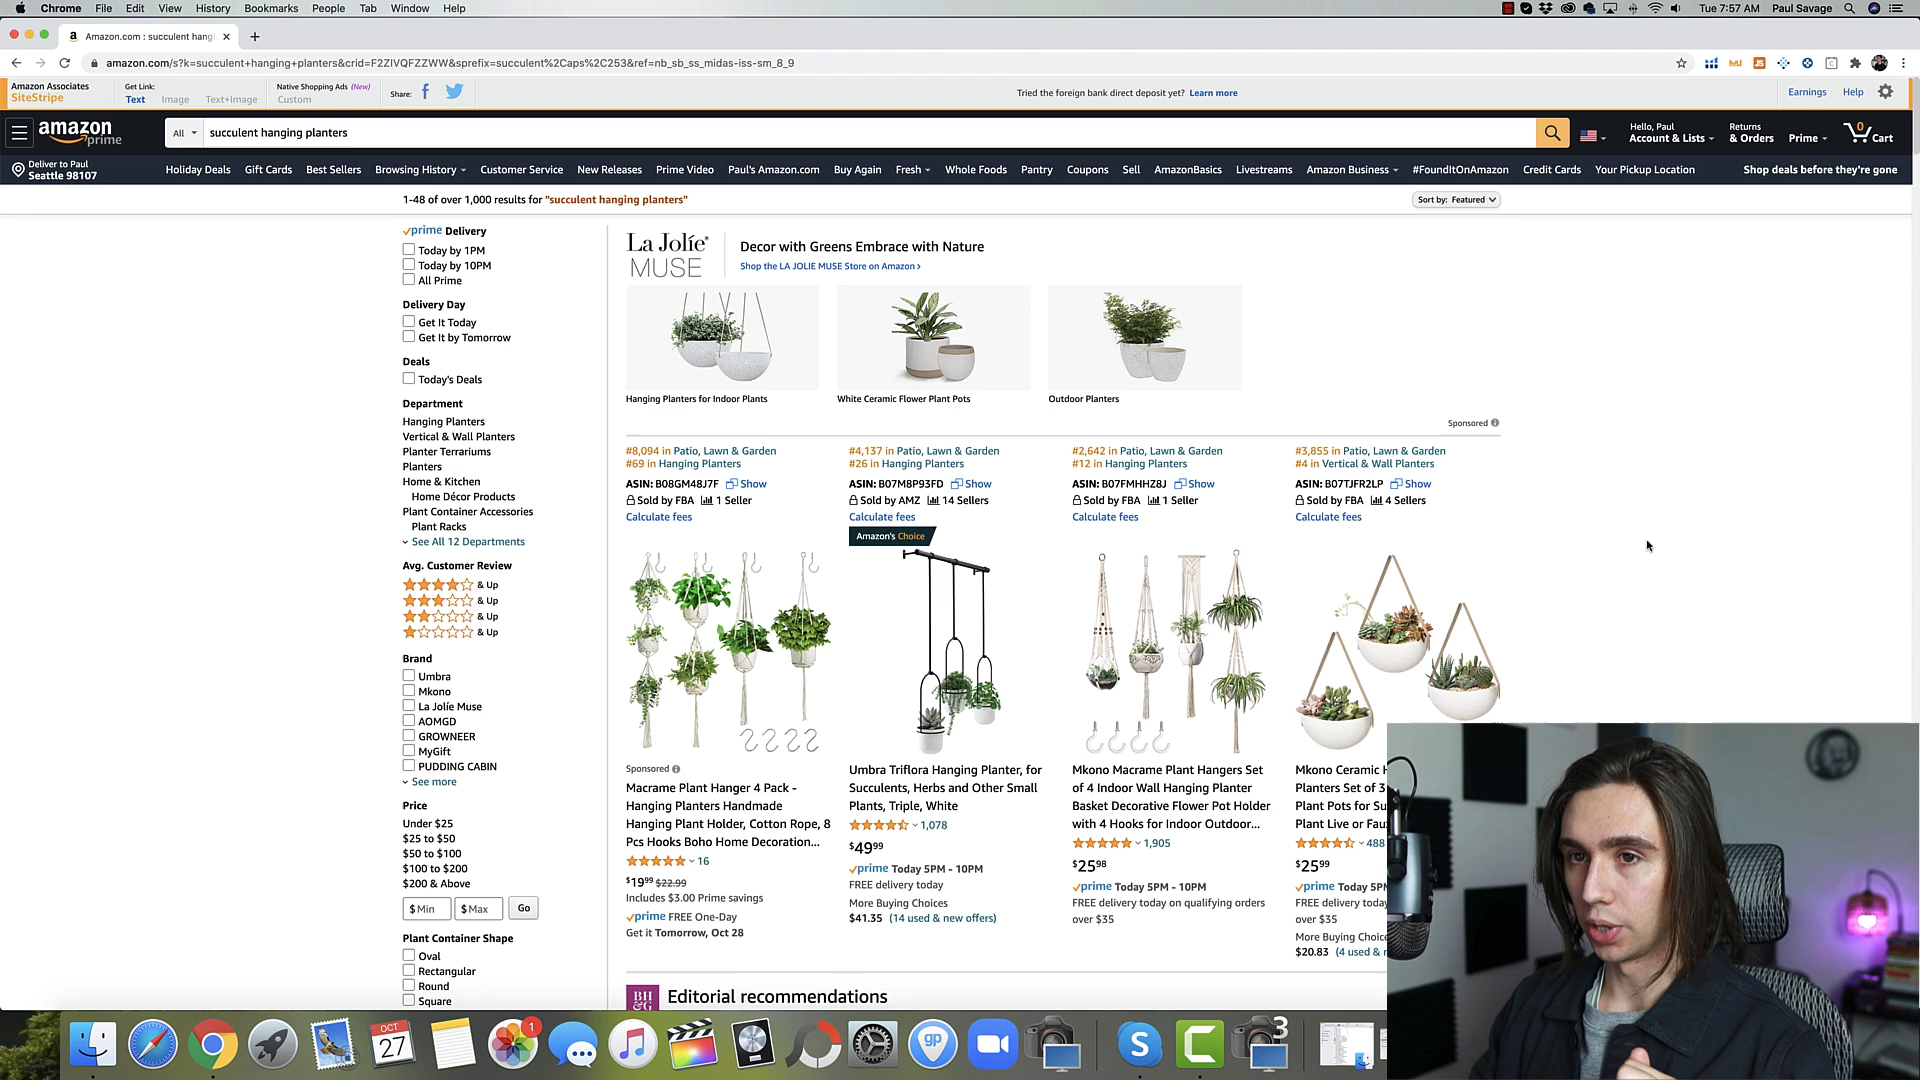 Chrome File Edit View History Bookmarks People Tab Window Help
Tue 7:57 AM Paul Savage
Amazon.com : succulent hangi
amazon.com/s?k=succulent+hanging+planters&crid=F2ZIVQFZZWW&sprefix=succulent%2Caps%2C253&ref=nb_sb_ss_midas-iss-sm_8_9
Amazon Associates
SiteStripe
Get Link:
Text Image Text+Image
Native Shopping Ads (New)
Custom
Share:
Tried the foreign bank direct deposit yet? Learn more
Earnings Help
amazon
prime
All
succulent hanging planters
Hello, Paul
Account & Lists
Returns
& Orders
Prime
0
Cart
Deliver to Paul
Seattle 98107
Holiday Deals Gift Cards Best Sellers Browsing History Customer Service New Releases Prime Video Paul's Amazon.com Buy Again Fresh Whole Foods Pantry Coupons Sell AmazonBasics Livestreams Amazon Business #FoundItOnAmazon Credit Cards Your Pickup Location
Shop deals before they're gone
1-48 of over 1,000 results for "succulent hanging planters"
Sort by: Featured
prime Delivery
Today by 1PM
Today by 10PM
All Prime
Delivery Day
Get It Today
Get It by Tomorrow
Deals
Today's Deals
Department
Hanging Planters
Vertical & Wall Planters
Planter Terrariums
Planters
Home & Kitchen
Home Décor Products
Plant Container Accessories
Plant Racks
See All 12 Departments
Avg. Customer Review
& Up
& Up
& Up
& Up
Brand
Umbra
Mkono
La Jolíe Muse
AOMGD
GROWNEER
MyGift
PUDDING CABIN
See more
Price
Under $25
$25 to $50
$50 to $100
$100 to $200
$200 & Above
$ Min $ Max Go
Plant Container Shape
Oval
Rectangular
Round
Square
La Jolíe
MUSE
Decor with Greens Embrace with Nature
Shop the LA JOLIE MUSE Store on Amazon ›
Hanging Planters for Indoor Plants
White Ceramic Flower Plant Pots
Outdoor Planters
Sponsored
#8,094 in Patio, Lawn & Garden
#69 in Hanging Planters
ASIN: B08GM48J7F Show
Sold by FBA 1 Seller
Calculate fees
Sponsored
Macrame Plant Hanger 4 Pack -
Hanging Planters Handmade
Hanging Plant Holder, Cotton Rope, 8
Pcs Hooks Boho Home Decoration...
16
$19.99 $22.99
Includes $3.00 Prime savings
prime FREE One-Day
Get it Tomorrow, Oct 28
#4,137 in Patio, Lawn & Garden
#26 in Hanging Planters
ASIN: B07M8P93FD Show
Sold by AMZ 14 Sellers
Calculate fees
Amazon's Choice
Umbra Triflora Hanging Planter, for
Succulents, Herbs and Other Small
Plants, Triple, White
1,078
$49.99
prime Today 5PM - 10PM
FREE delivery today
More Buying Choices
$41.35 (14 used & new offers)
#2,642 in Patio, Lawn & Garden
#12 in Hanging Planters
ASIN: B07FMHHZ8J Show
Sold by FBA 1 Seller
Calculate fees
Mkono Macrame Plant Hangers Set
of 4 Indoor Wall Hanging Planter
Basket Decorative Flower Pot Holder
with 4 Hooks for Indoor Outdoor...
1,905
$25.98
prime Today 5PM - 10PM
FREE delivery today on qualifying orders
over $35
#3,855 in Patio, Lawn & Garden
#4 in Vertical & Wall Planters
ASIN: B07TJFR2LP Show
Sold by FBA 4 Sellers
Calculate fees
Mkono Ceramic H
Planters Set of 3
Plant Pots for Su
Plant Live or Faux
488
$25.99
prime Today 5P
FREE delivery toda
over $35
More Buying Choic
$20.83 (4 used &
BH
&G
Editorial recommendations
OCT
27
1
gp
S
C
3